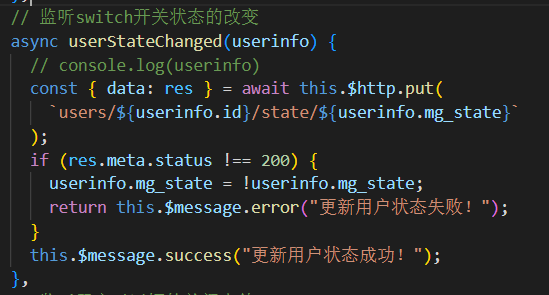 // 监听switch开关状态的改变
async userStateChanged(userinfo) {
// console.log(userinfo)
const { data: res } = await this.$http.put(
`users/${userinfo.id}/state/${userinfo.mg_state}`
);
if (res.meta.status !== 200) {
userinfo.mg_state = !userinfo.mg_state;
return this.$message.error("更新用户状态失败！");
}
this.$message.success("更新用户状态成功！");
},